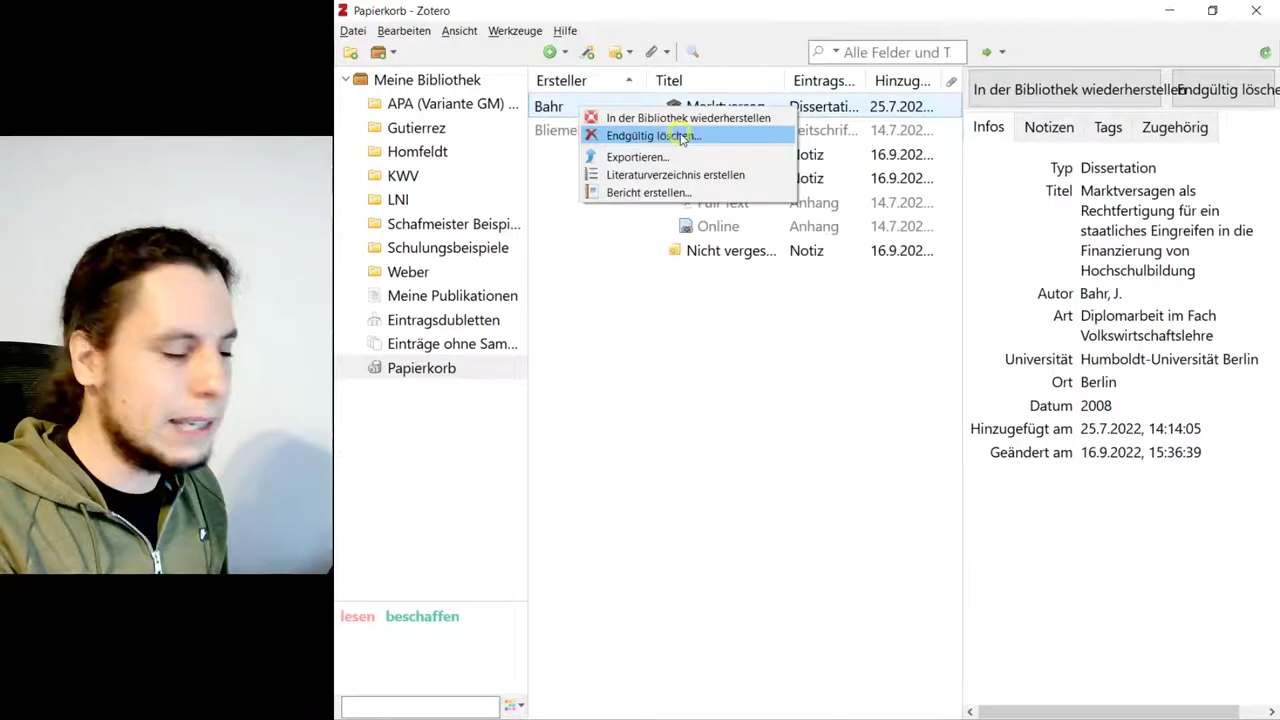 Papierkorb - Zotero
Datei Bearbeiten Ansicht Werkzeuge Hilfe
Alle Felder und T
Meine Bibliothek
APA (Variante GM) ...
Gutierrez
Homfeldt
KWV
LNI
Schafmeister Beispi...
Schulungsbeispiele
Weber
Meine Publikationen
Eintragsdubletten
Einträge ohne Sam...
Papierkorb
lesen beschaffen
Ersteller Titel Eintrags... Hinzug...
Bahr Marktversag... Dissertati... 25.7.202...
Blieme 14.7.202...
16.9.202...
16.9.202...
Anhang 14.7.202...
Online Anhang 14.7.202...
Nicht verges... Notiz 16.9.202...
In der Bibliothek wiederherstellen
Endgültig löschen...
Exportieren...
Literaturverzeichnis erstellen
Bericht erstellen...
In der Bibliothek wiederherstellen Endgültig lösche
Infos Notizen Tags Zugehörig
Typ Dissertation
Titel Marktversagen als
Rechtfertigung für ein
staatliches Eingreifen in die
Finanzierung von
Hochschulbildung
Autor Bahr, J.
Art Diplomarbeit im Fach
Volkswirtschaftslehre
Universität Humboldt-Universität Berlin
Ort Berlin
Datum 2008
Hinzugefügt am 25.7.2022, 14:14:05
Geändert am 16.9.2022, 15:36:39